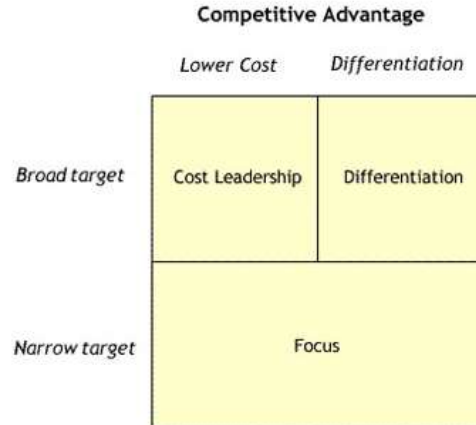 Competitive Advantage
Lower Cost Differentiation
Broad target Cost Leadership Differentiation
Narrow target Focus